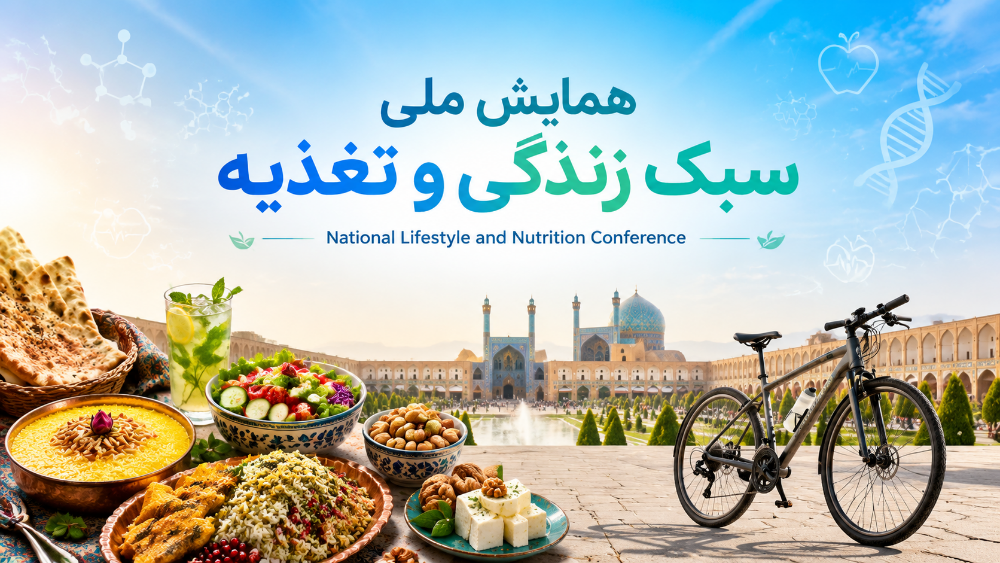 همایش ملی
سبک زندگی و تغذیه
National Lifestyle and Nutrition Conference